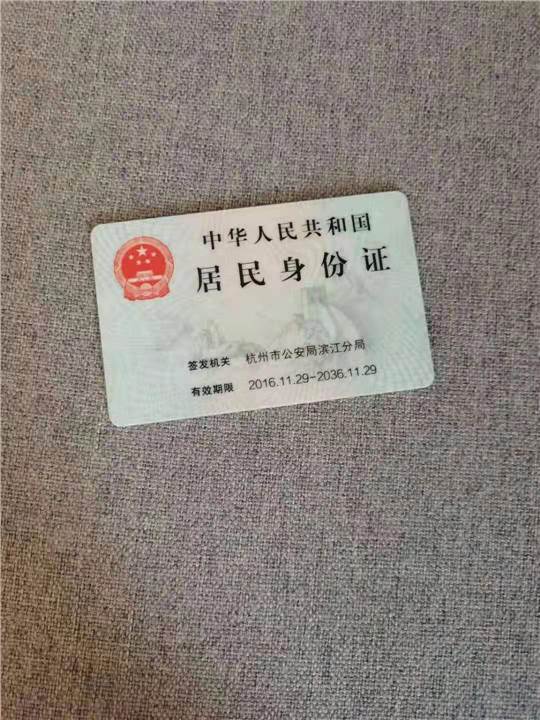 中华人民共和国
居民身份证
签发机关 杭州市公安局滨江分局
有效期限 2016.11.29-2036.11.29